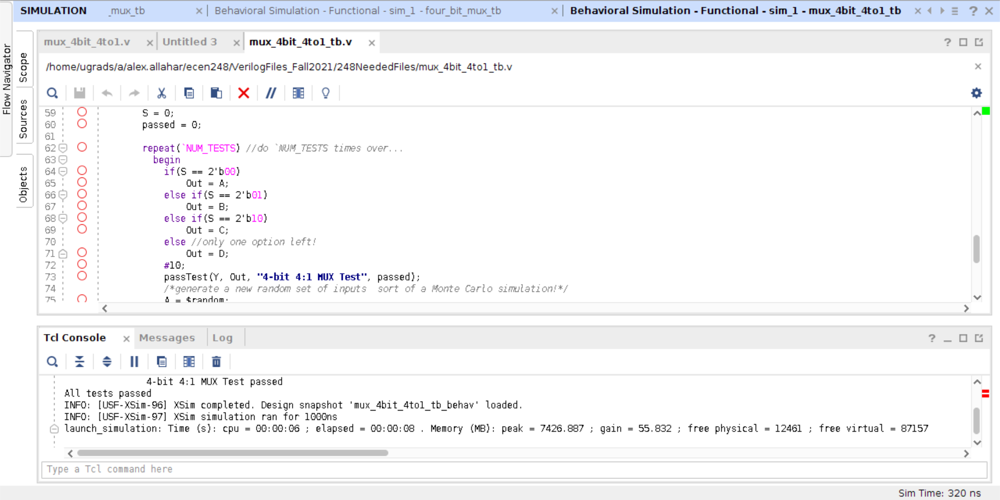 SIMULATION _mux_tb Behavioral Simulation - Functional - sim_1 - four_bit_mux_tb Behavioral Simulation - Functional - sim_1 - mux_4bit_4to1_tb
Flow Navigator
Scope
Sources
Objects
mux_4bit_4to1.v Untitled 3 mux_4bit_4to1_tb.v
/home/ugrads/a/alex.allahar/ecen248/VerilogFiles_Fall2021/248NeededFiles/mux_4bit_4to1_tb.v
59 S = 0;
60 passed = 0;
61
62 repeat(`NUM_TESTS) //do `NUM_TESTS times over...
63 begin
64 if(S == 2'b00)
65 Out = A;
66 else if(S == 2'b01)
67 Out = B;
68 else if(S == 2'b10)
69 Out = C;
70 else //only one option left!
71 Out = D;
72 #10;
73 passTest(Y, Out, "4-bit 4:1 MUX Test", passed);
74 /*generate a new random set of inputs  sort of a Monte Carlo simulation!*/
75 A = $random;
Tcl Console Messages Log
4-bit 4:1 MUX Test passed
All tests passed
INFO: [USF-XSim-96] XSim completed. Design snapshot 'mux_4bit_4to1_tb_behav' loaded.
INFO: [USF-XSim-97] XSim simulation ran for 1000ns
launch_simulation: Time (s): cpu = 00:00:06 ; elapsed = 00:00:08 . Memory (MB): peak = 7426.887 ; gain = 55.832 ; free physical = 12461 ; free virtual = 87157
Type a Tcl command here
Sim Time: 320 ns